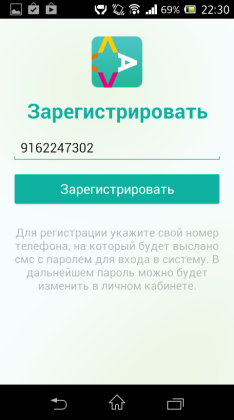 69% 22:30
Зарегистрировать
9162247302
Зарегистрировать
Для регистрации укажите свой номер
телефона, на который будет выслано
смс с паролем для входа в систему. В
дальнейшем пароль можно будет
изменить в личном кабинете.